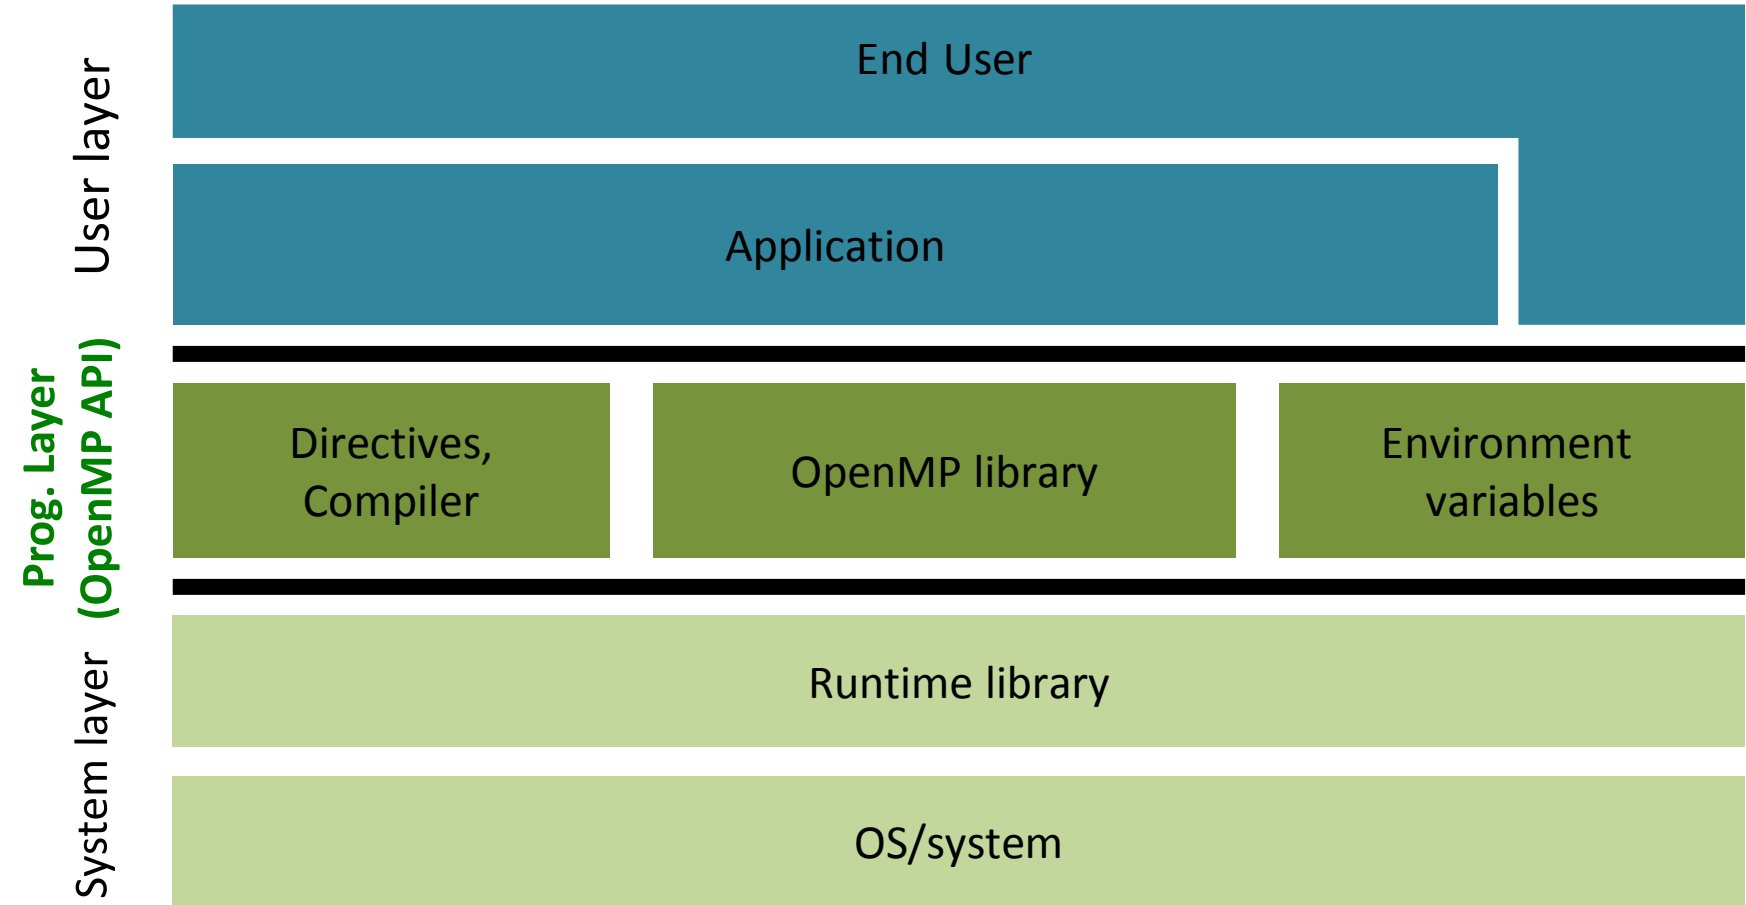 User layer
End User
Application
Prog. Layer
(OpenMP API)
Directives,
Compiler
OpenMP library
Environment
variables
System layer
Runtime library
OS/system